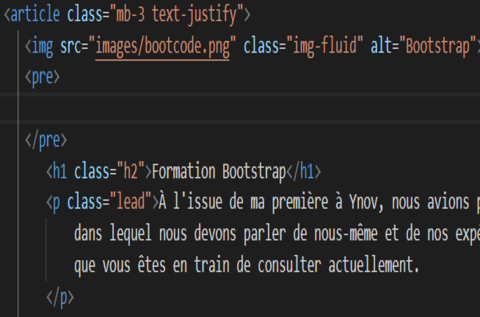 <article class="mb-3 text-justify">
<img src="images/bootcode.png" class="img-fluid" alt="Bootstrap">
<pre>
</pre>
<h1 class="h2">Formation Bootstrap</h1>
<p class="lead">À l'issue de ma première à Ynov, nous avions
dans lequel nous devons parler de nous-même et de nos
que vous êtes en train de consulter actuellement.
</p>